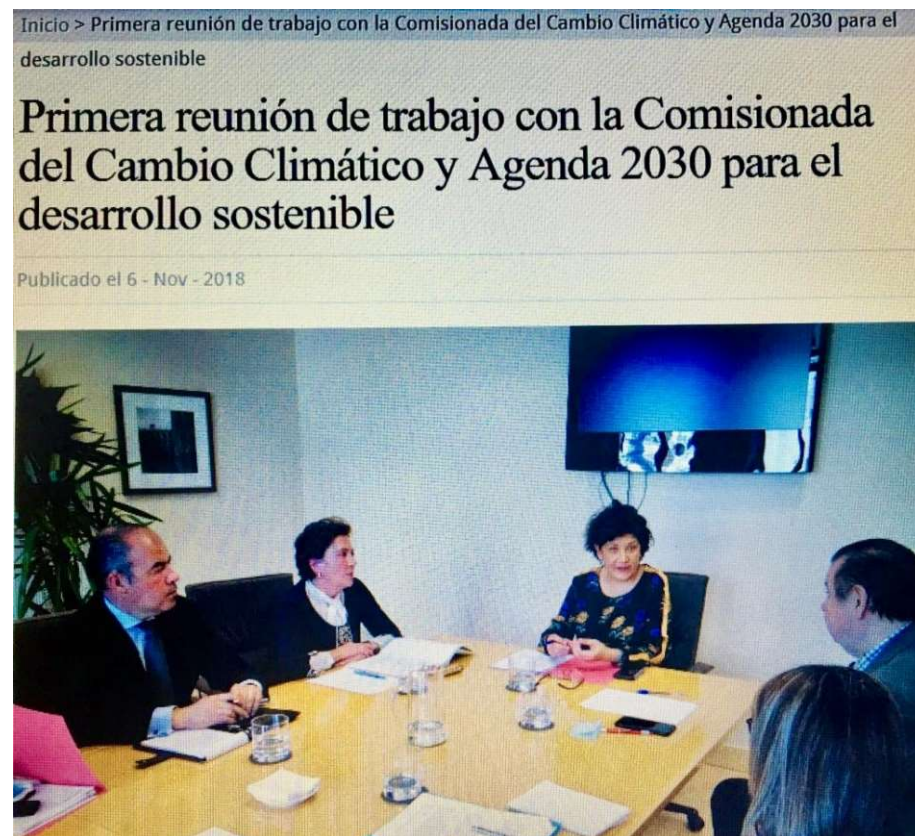 Inicio > Primera reunión de trabajo con la Comisionada del Cambio Climático y Agenda 2030 para el
desarrollo sostenible
Primera reunión de trabajo con la Comisionada
del Cambio Climático y Agenda 2030 para el
desarrollo sostenible
Publicado el 6 - Nov - 2018